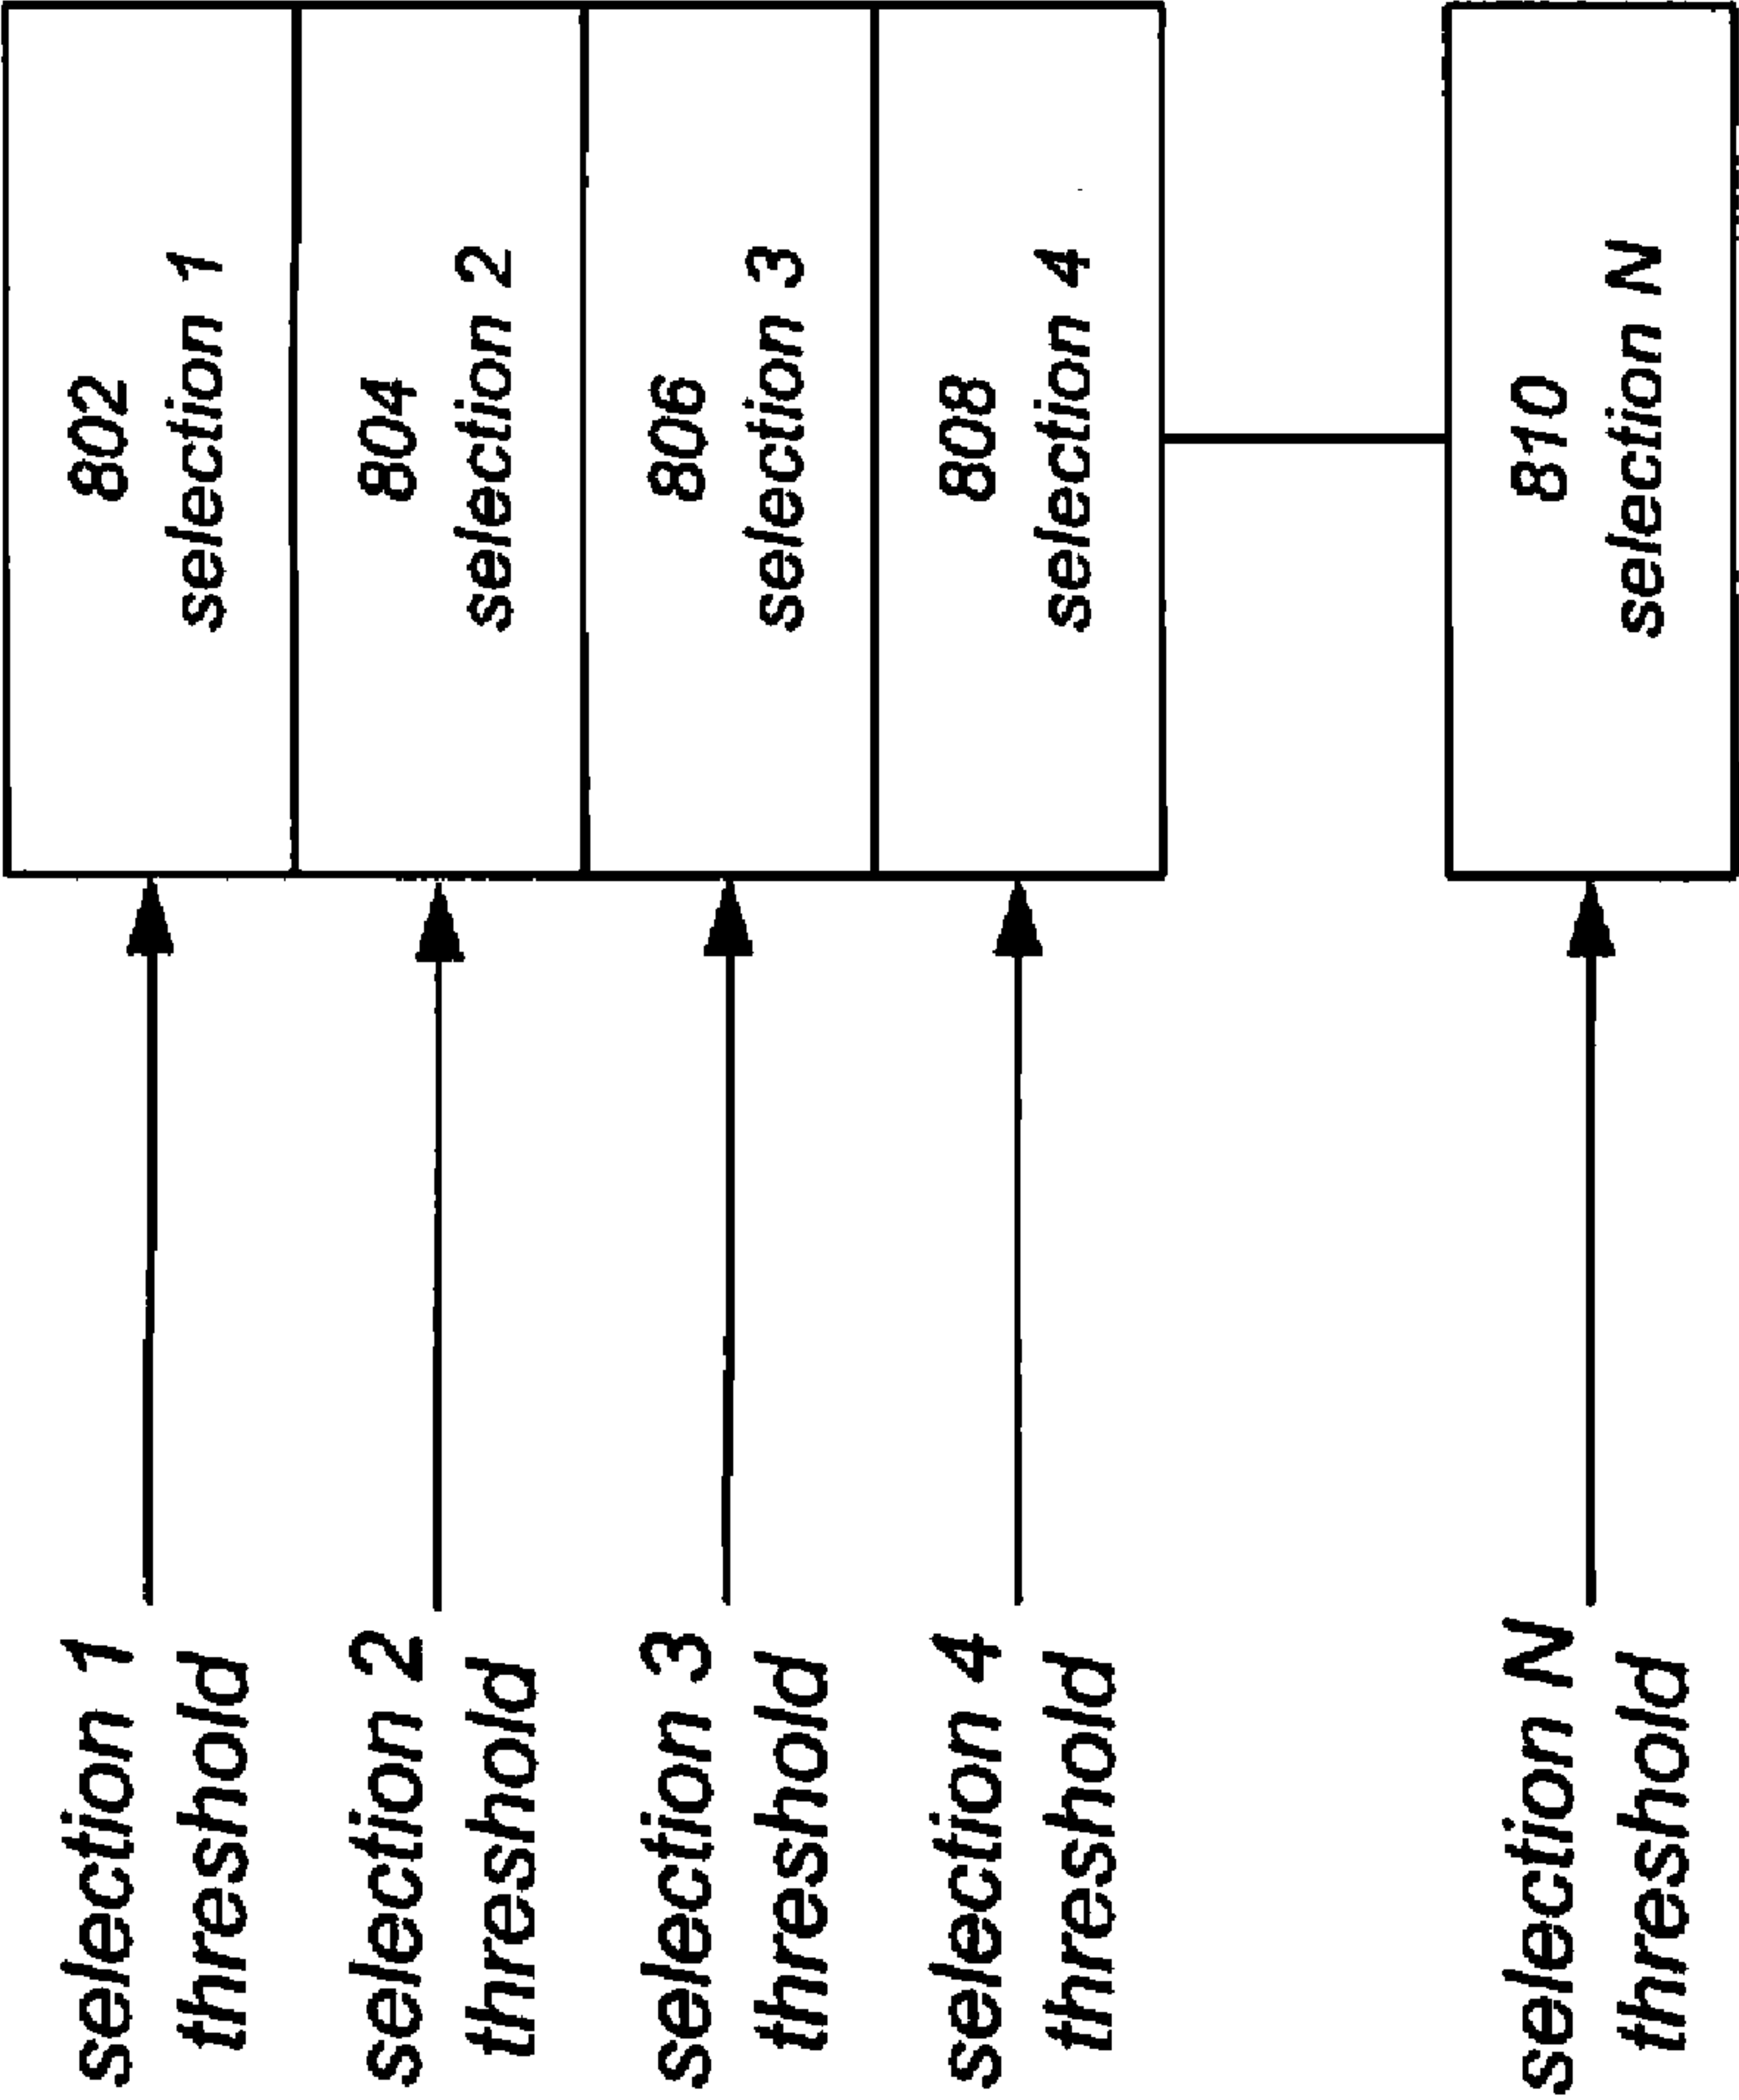 selection 1
threshold
802
selection 1
selection 2
threshold
804
selection 2
selection 3
threshold
806
selection 3
selection 4
threshold
808
selection 4
selection N
threshold
810
selection N